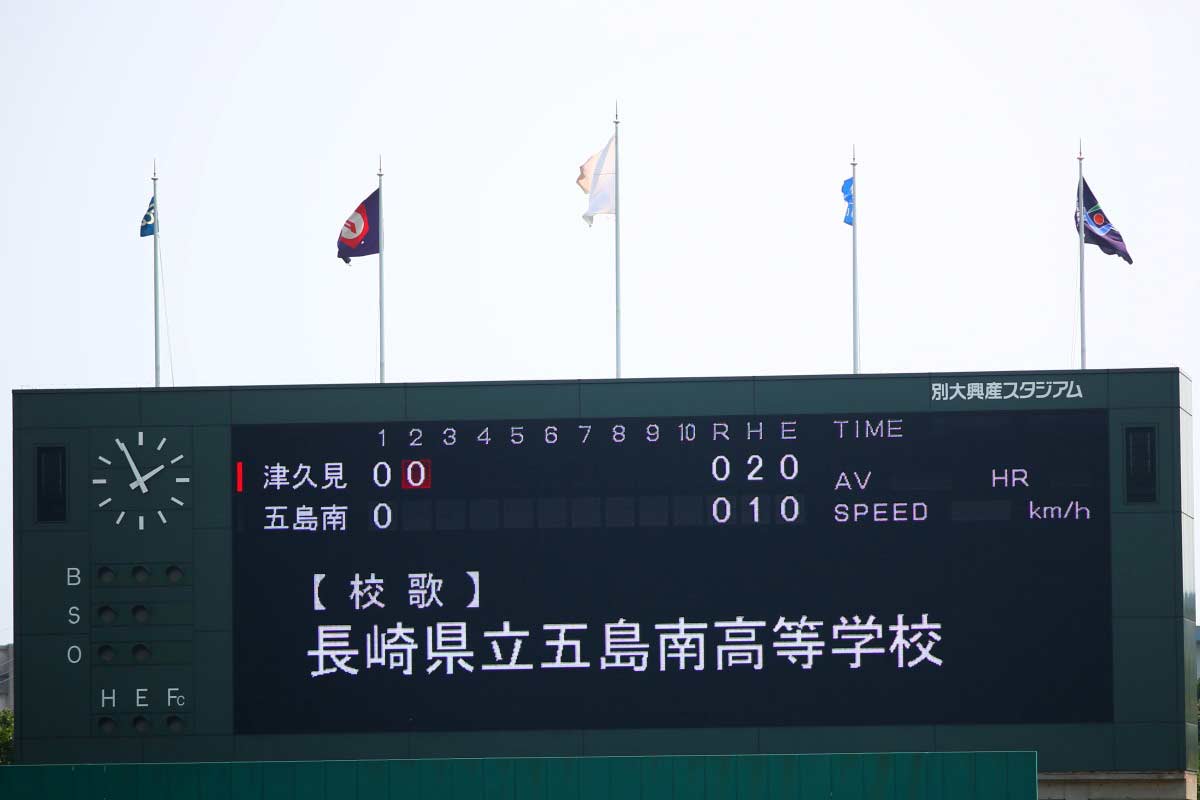 別大興産スタジアム
1 2 3 4 5 6 7 8 9 10 R H E TIME
津久見 0 0 0 2 0 AV HR
五島南 0 0 1 0 SPEED km/h
B
S
O
H E Fc
【校歌】
長崎県立五島南高等学校